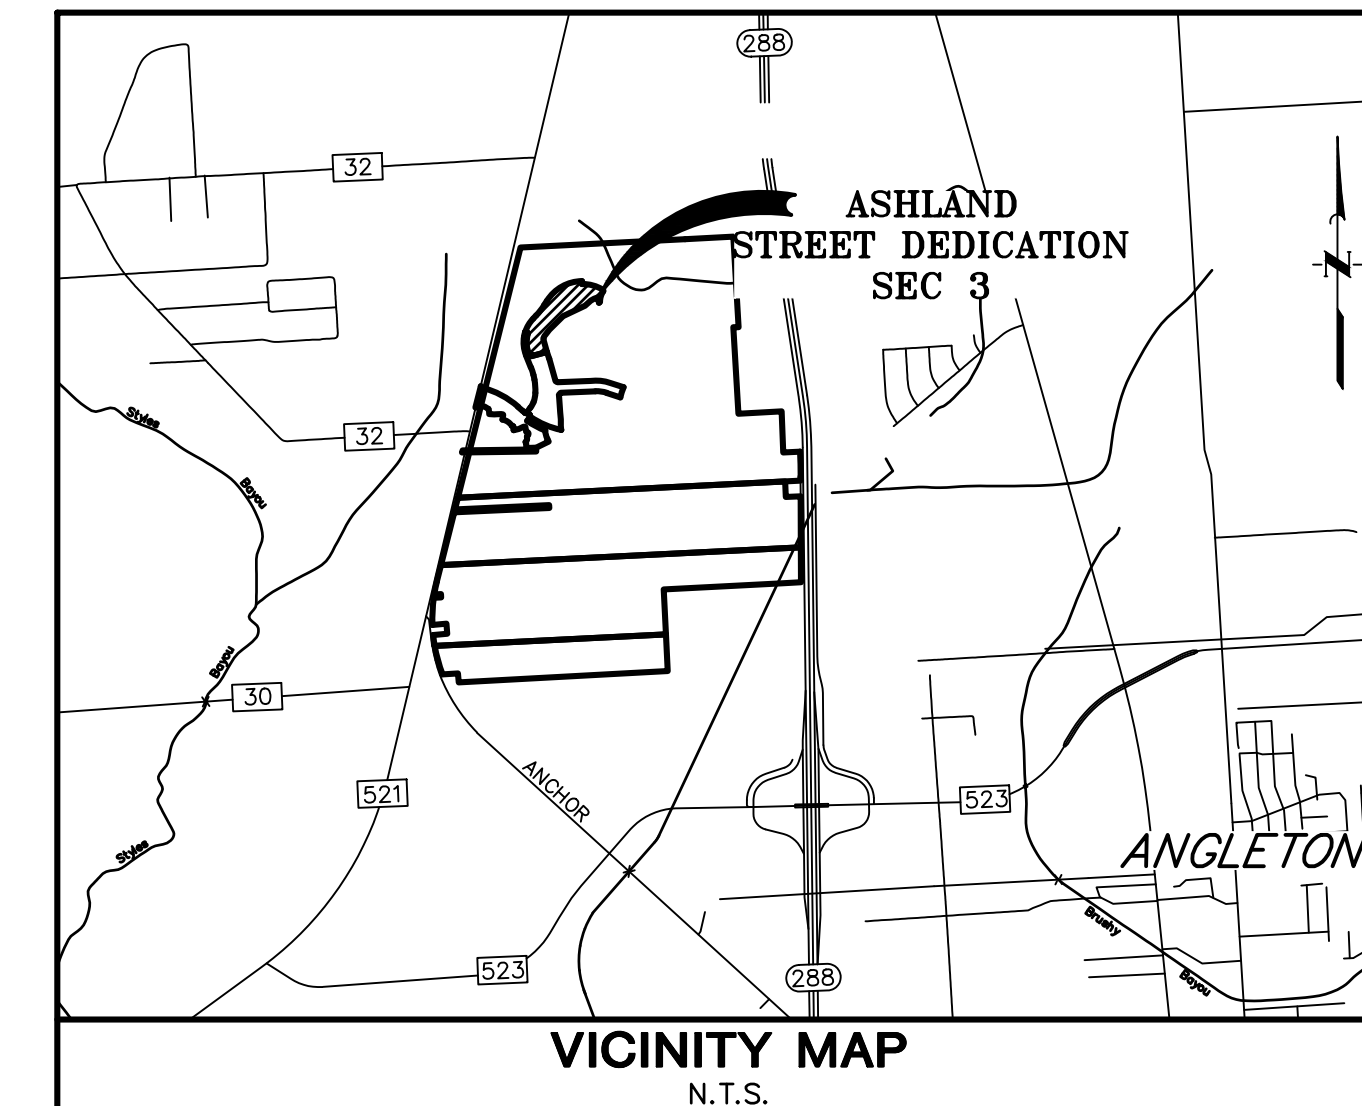 288
32
ASHLAND
STREET DEDICATION
SEC 3
N
Styles
32
Bayou
Bayou
30
521
ANCHOR
523
ANGLETON
Styles
Brushy
523
288
Bayou
VICINITY MAP
N.T.S.